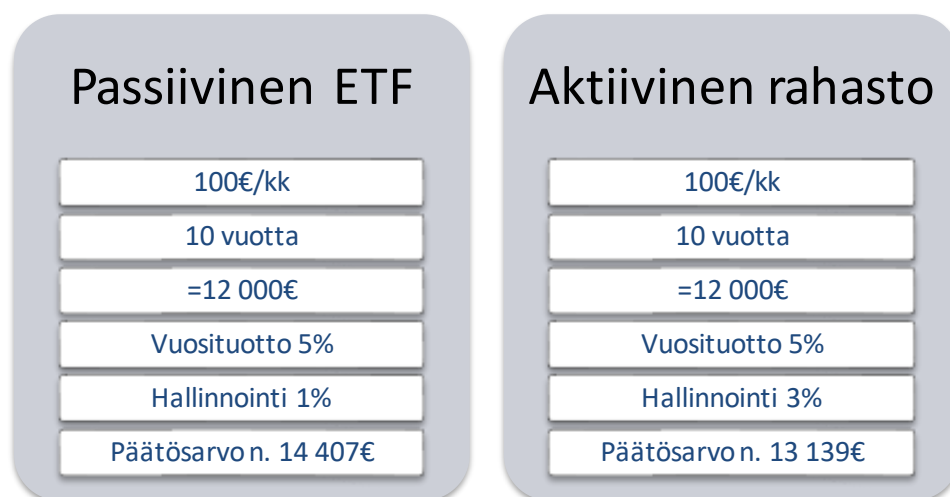 Passiivinen ETF
100€/kk
10 vuotta
=12 000€
Vuosituotto 5%
Hallinnointi 1%
Päätösarvo n. 14 407€
Aktiivinen rahasto
100€/kk
10 vuotta
=12 000€
Vuosituotto 5%
Hallinnointi 3%
Päätösarvo n. 13 139€